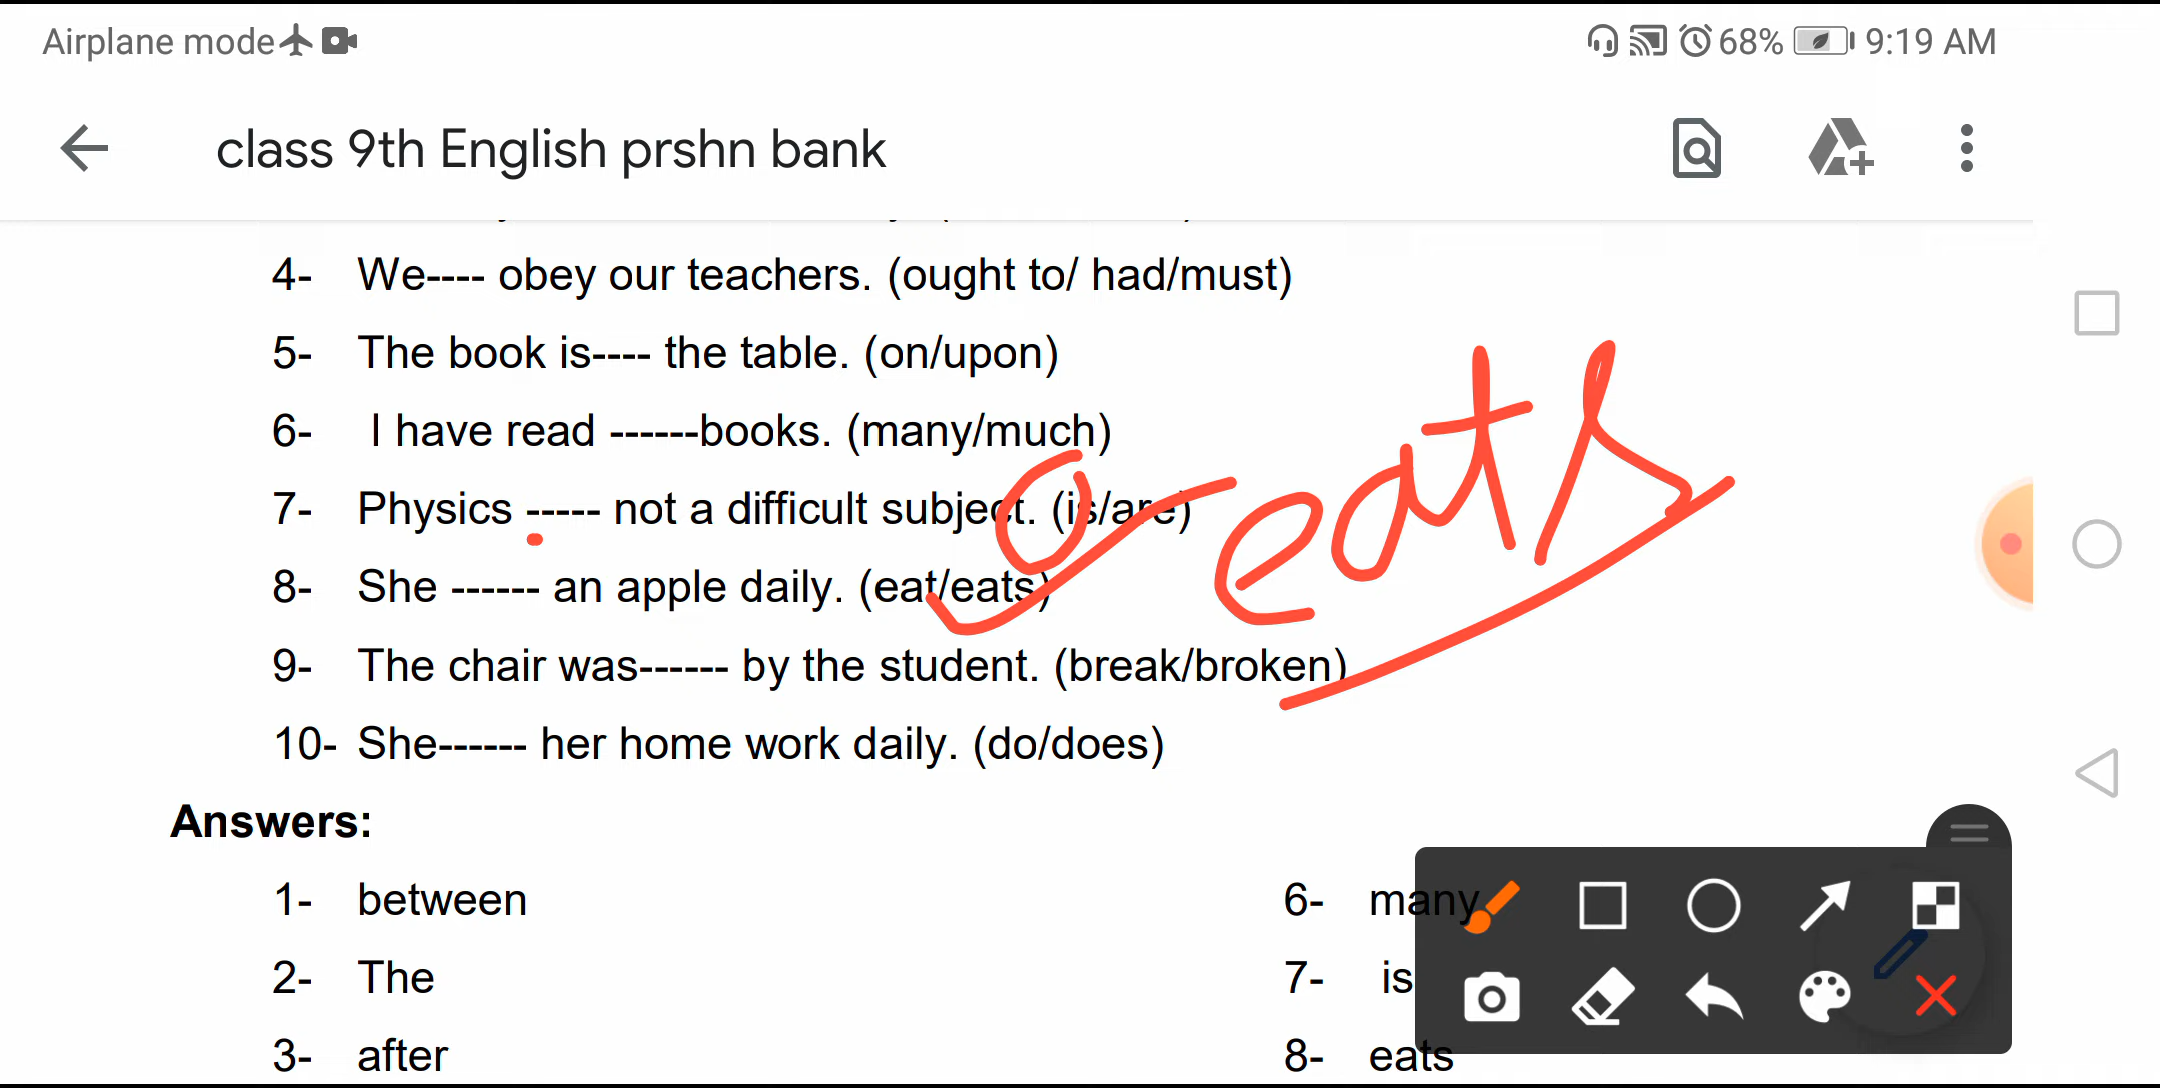 Airplane mode 68% 9:19 AM
class 9th English prshn bank
4- We---- obey our teachers. (ought to/ had/must)
5- The book is---- the table. (on/upon)
6- I have read ------books. (many/much)
7- Physics ----- not a difficult subject. (is/are)
8- She ------ an apple daily. (eat/eats)
eats
9- The chair was------ by the student. (break/broken)
10- She------ her home work daily. (do/does)
Answers:
1- between 6- many
2- The 7- is
3- after 8- eats